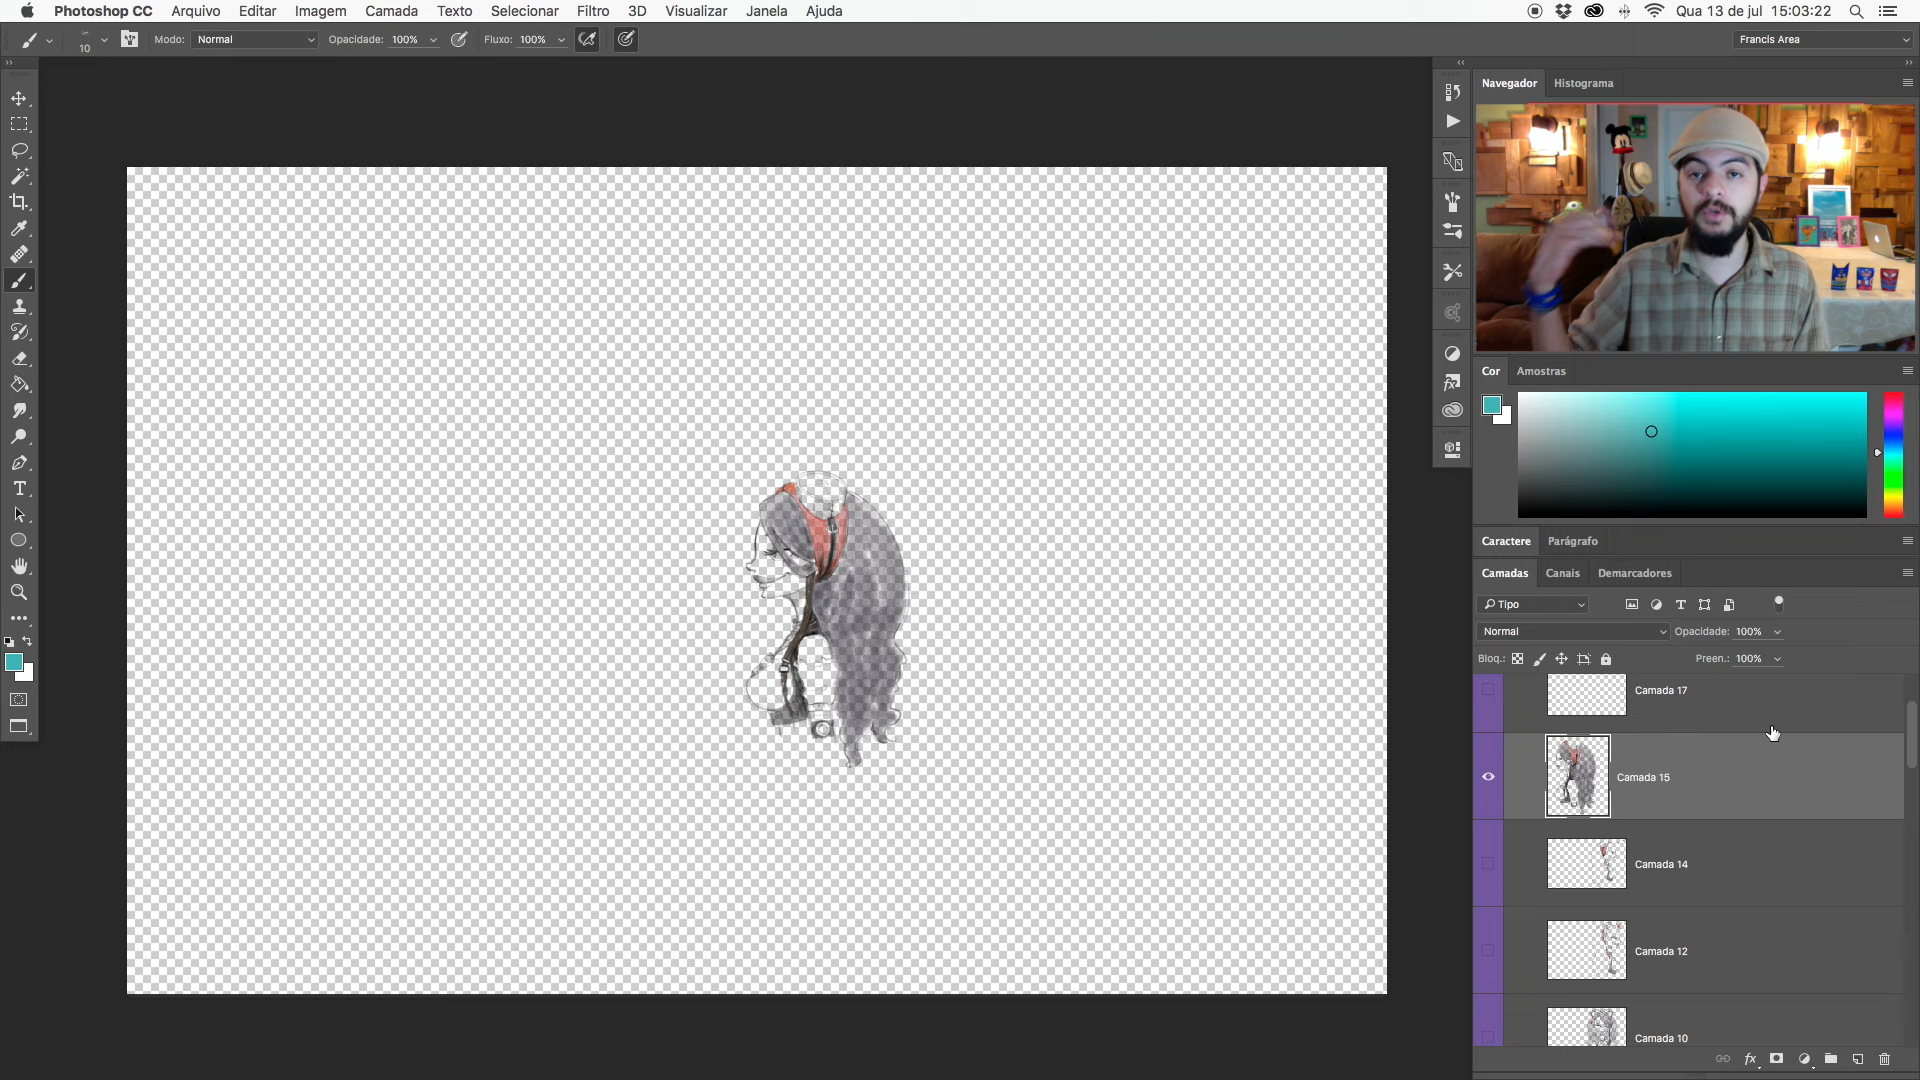 Photoshop CC Arquivo Editar Imagem Camada Texto Selecionar Filtro 3D Visualizar Janela Ajuda Qua 13 de jul 15:03:22
10 Modo: Normal Opacidade: 100% Fluxo: 100% Francis Area
Navegador Histograma
Cor Amostras
Caractere Parágrafo
Camadas Canais Demarcadores
Tipo
Normal Opacidade: 100%
Bloq.: Preen.: 100%
Camada 17
Camada 15
Camada 14
Camada 12
Camada 10
fx